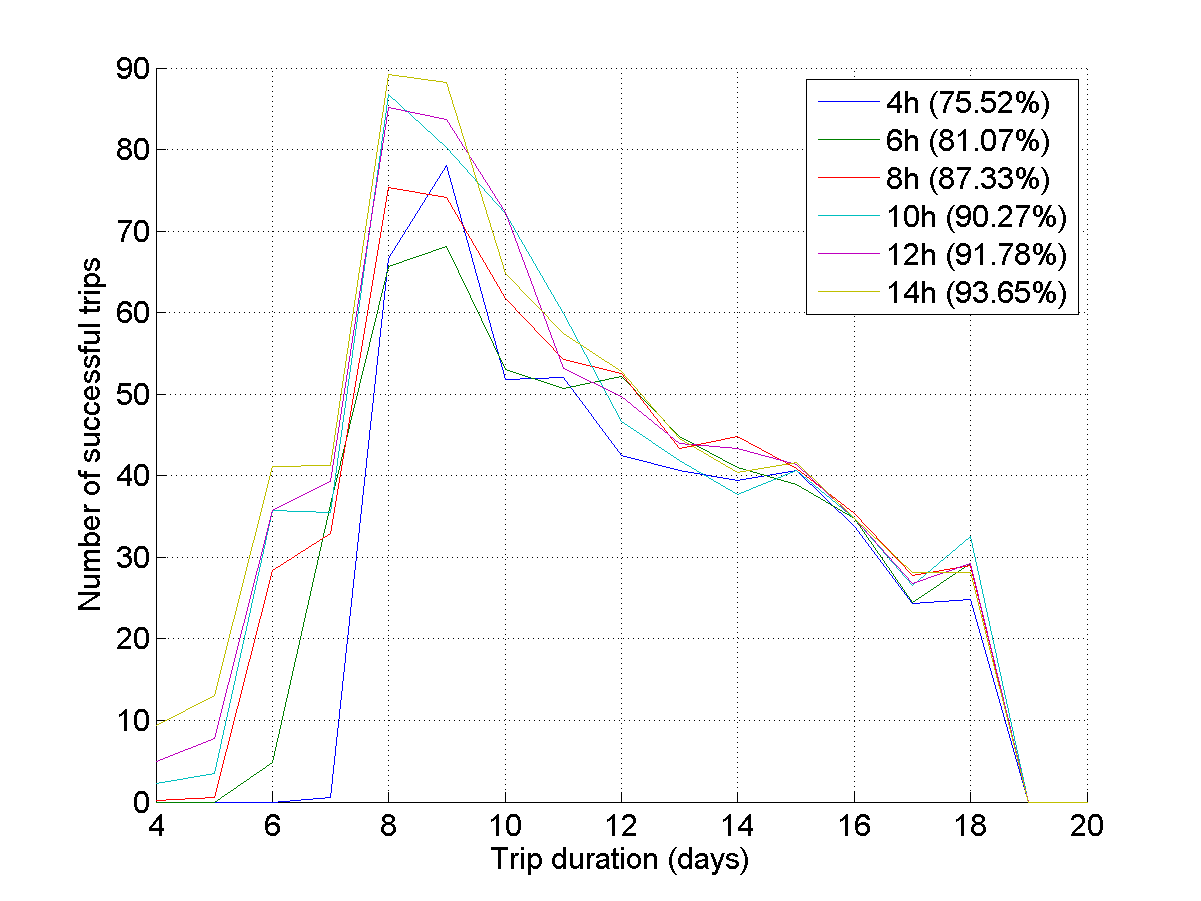 90
80
70
60
50
40
30
20
10
0
Number of successful trips
4h (75.52%)
6h (81.07%)
8h (87.33%)
10h (90.27%)
12h (91.78%)
14h (93.65%)
4 6 8 10 12 14 16 18 20
Trip duration (days)